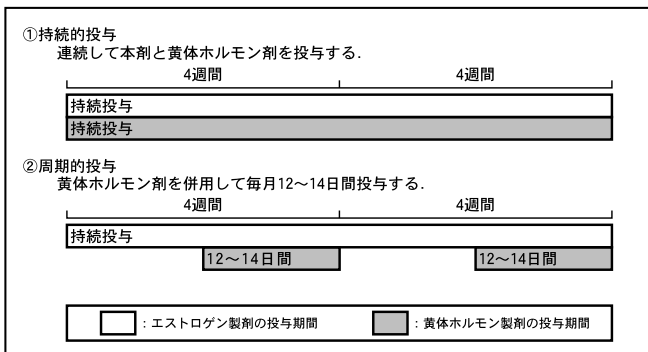 ①持続的投与
連続して本剤と黄体ホルモン剤を投与する.
4週間 4週間
持続投与
持続投与
②周期的投与
黄体ホルモン剤を併用して毎月12〜14日間投与する.
4週間 4週間
持続投与
12〜14日間 12〜14日間
：エストロゲン製剤の投与期間 ：黄体ホルモン製剤の投与期間